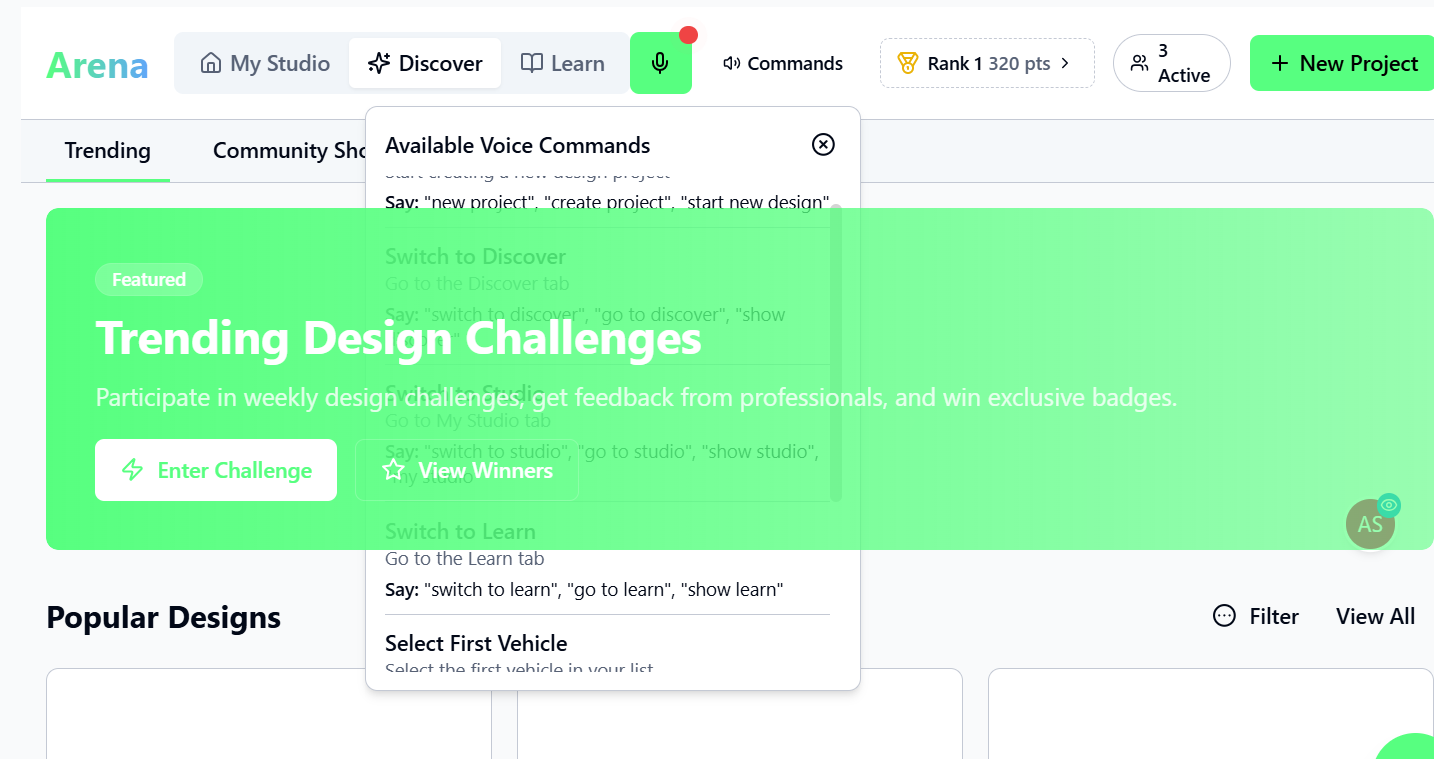 Arena
My Studio
Discover
Learn
Commands
Rank 1 320 pts
3
Active
New Project
Trending
Community Sho
Available Voice Commands
Start creating a new design project
Say: "new project", "create project", "start new design"
Switch to Discover
Go to the Discover tab
Say: "switch to discover", "go to discover", "show
Featured
Trending Design Challenges
Switch to Studio
Participate in weekly design challenges, get feedback from professionals, and win exclusive badges.
Go to My Studio tab
Say: "switch to studio", "go to studio", "show studio",
"my studio"
Enter Challenge
View Winners
AS
Switch to Learn
Go to the Learn tab
Say: "switch to learn", "go to learn", "show learn"
Popular Designs
Filter
View All
Select First Vehicle
Select the first vehicle in your list